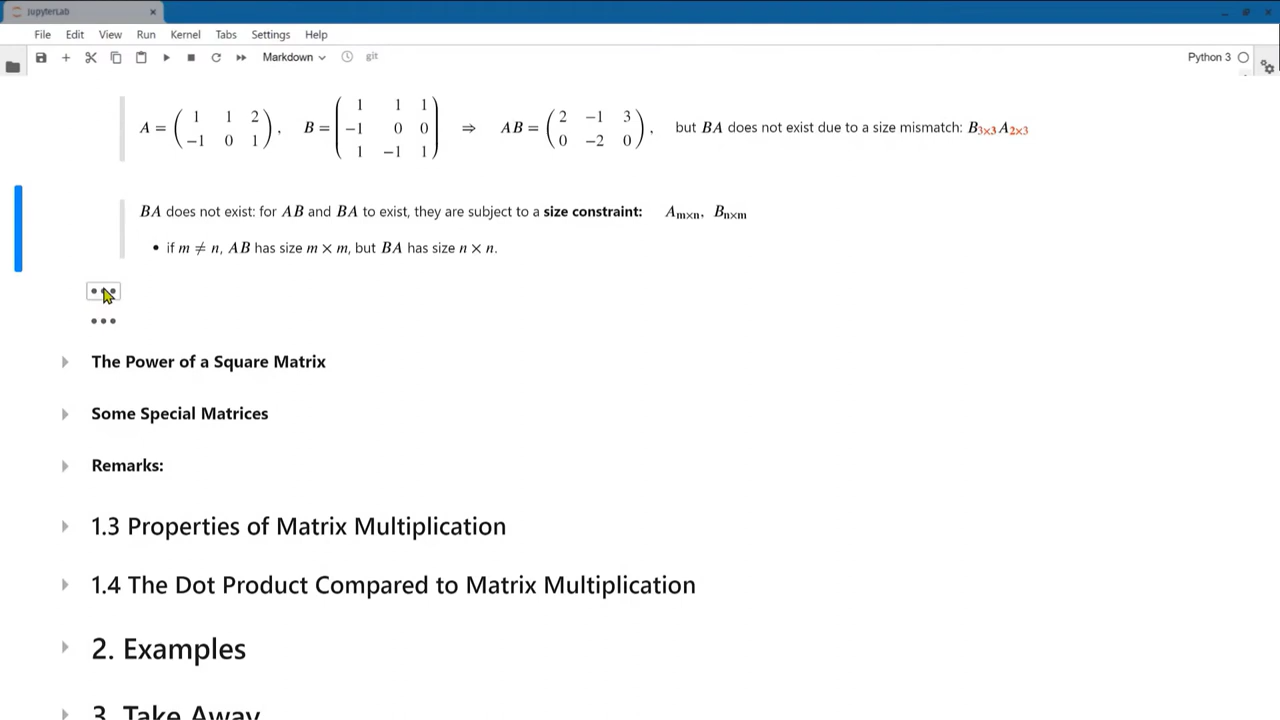 JupyterLab ×
File Edit View Run Kernel Tabs Settings Help
Markdown git Python 3
A = ( 1 1 2 ; −1 0 1 ), B = ( 1 1 1 ; −1 0 0 ; 1 −1 1 ) ⇒ AB = ( 2 −1 3 ; 0 −2 0 ), but BA does not exist due to a size mismatch: B3×3 A2×3
BA does not exist: for AB and BA to exist, they are subject to a size constraint: Am×n, Bn×m
• if m ≠ n, AB has size m × m, but BA has size n × n.
The Power of a Square Matrix
Some Special Matrices
Remarks:
1.3 Properties of Matrix Multiplication
1.4 The Dot Product Compared to Matrix Multiplication
2. Examples
3. Take Away